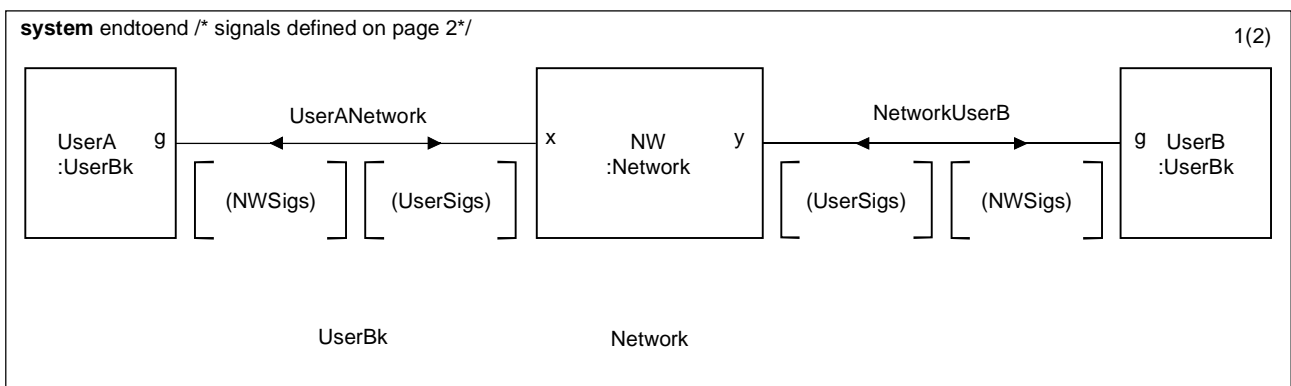 system endtoend /* signals defined on page 2*/
1(2)
UserANetwork
NetworkUserB
UserA
:UserBk
g
x
NW
:Network
y
g
UserB
:UserBk
(NWSigs)
(UserSigs)
(UserSigs)
(NWSigs)
UserBk
Network